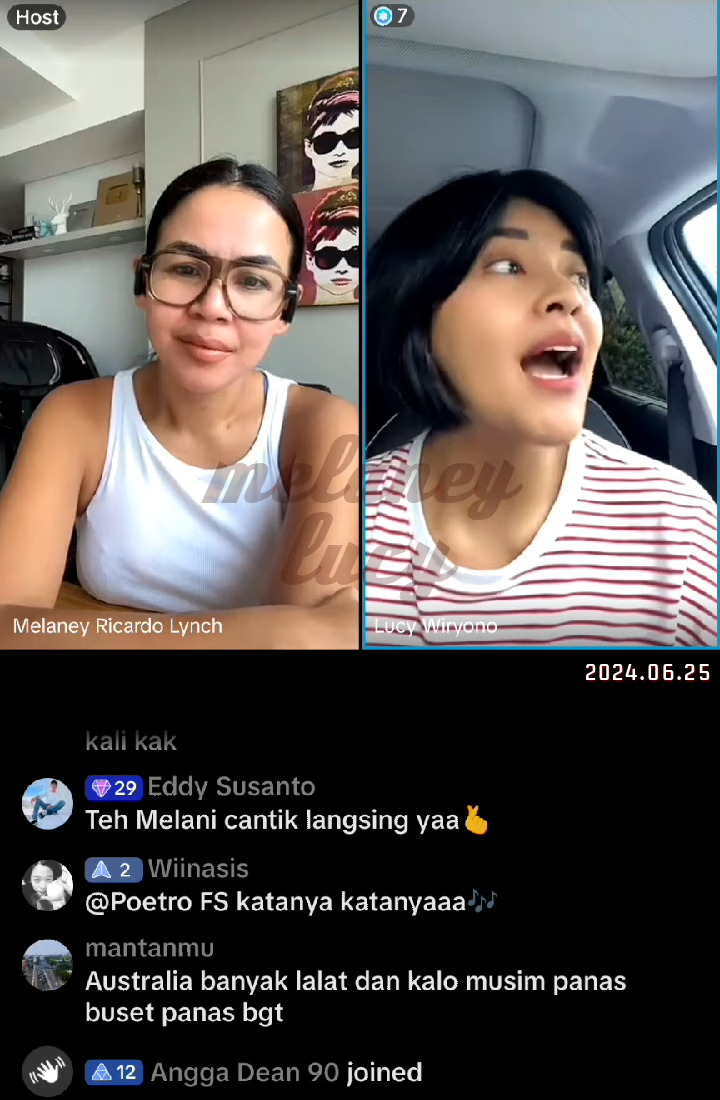 Host
7
melaney
lucy
Melaney Ricardo Lynch
Lucy Wiryono
2024.06.25
kali kak
29 Eddy Susanto
Teh Melani cantik langsing yaa🫰
2 Wiinasis
@Poetro FS katanya katanyaaa🎶
mantanmu
Australia banyak lalat dan kalo musim panas
buset panas bgt
12 Angga Dean 90 joined